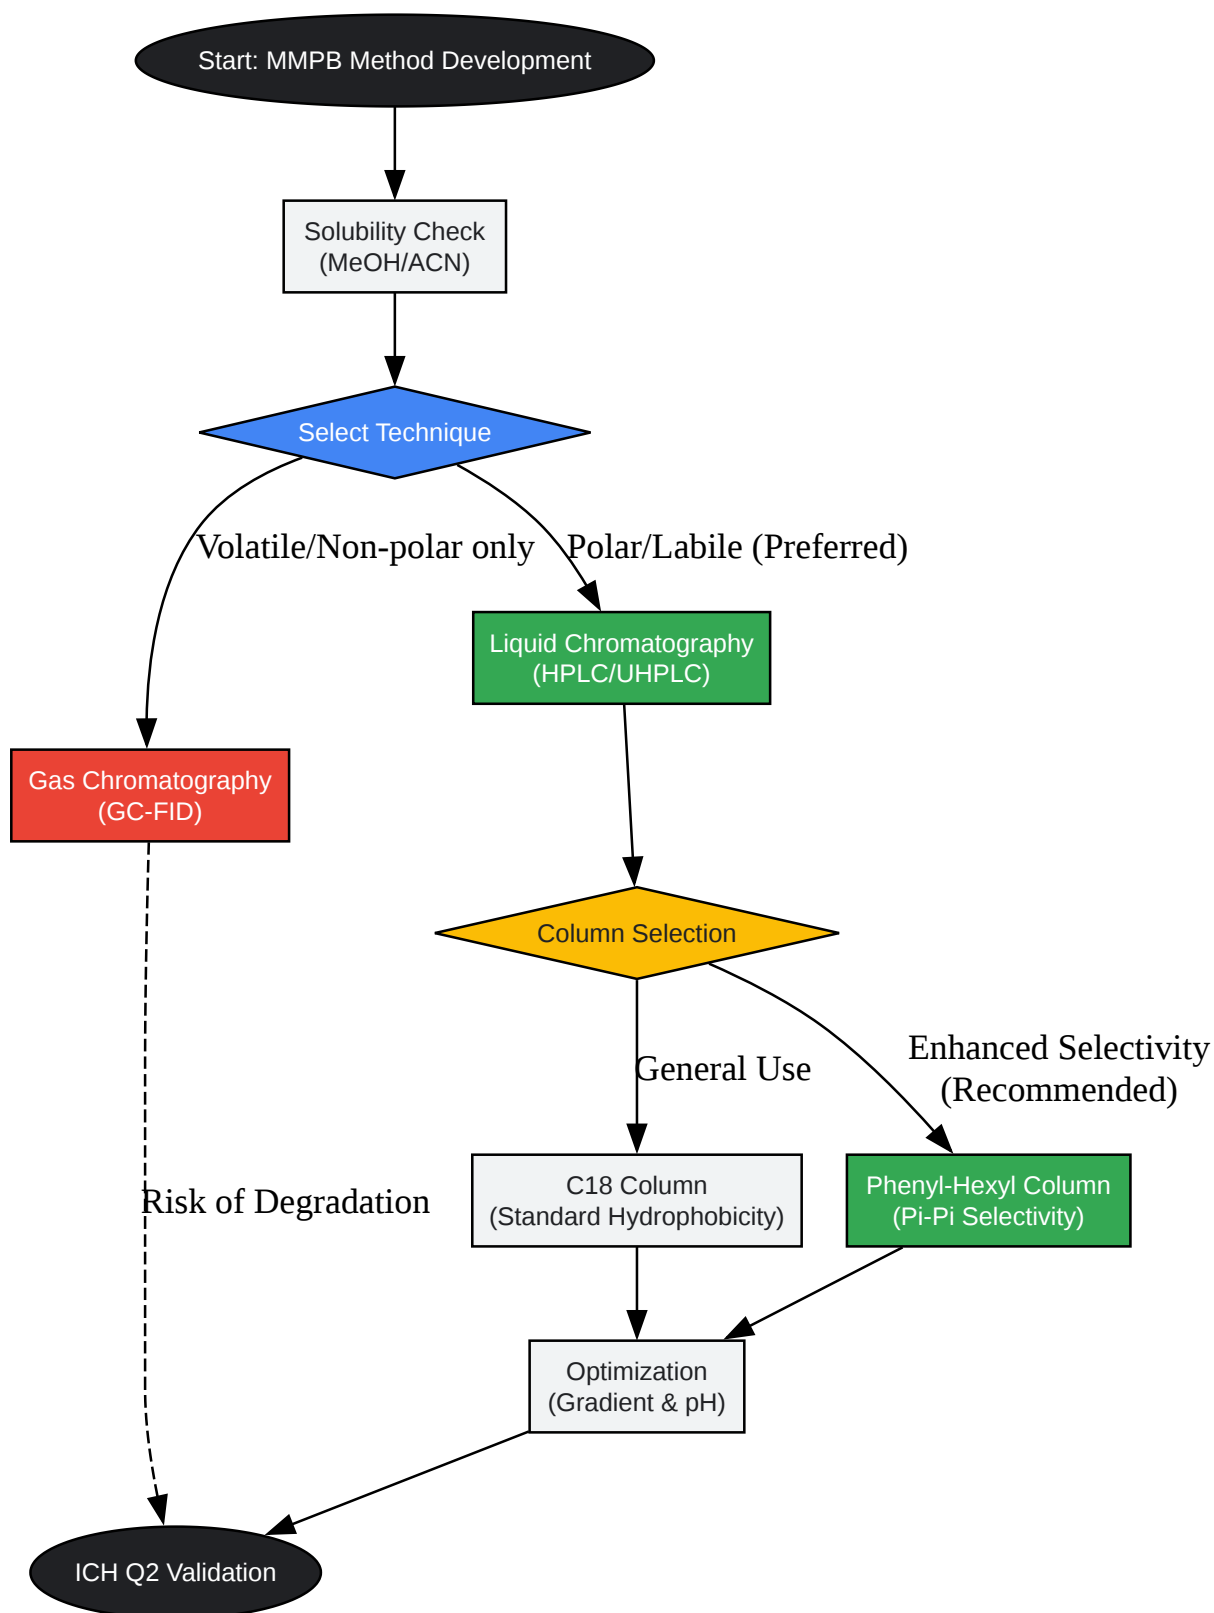 Start: MMPB Method Development
Solubility Check
(MeOH/ACN)
Select Technique
Volatile/Non-polar only
Polar/Labile (Preferred)
Liquid Chromatography
(HPLC/UHPLC)
Gas Chromatography
(GC-FID)
Column Selection
General Use
Enhanced Selectivity
(Recommended)
Risk of Degradation
C18 Column
(Standard Hydrophobicity)
Phenyl-Hexyl Column
(Pi-Pi Selectivity)
Optimization
(Gradient & pH)
ICH Q2 Validation